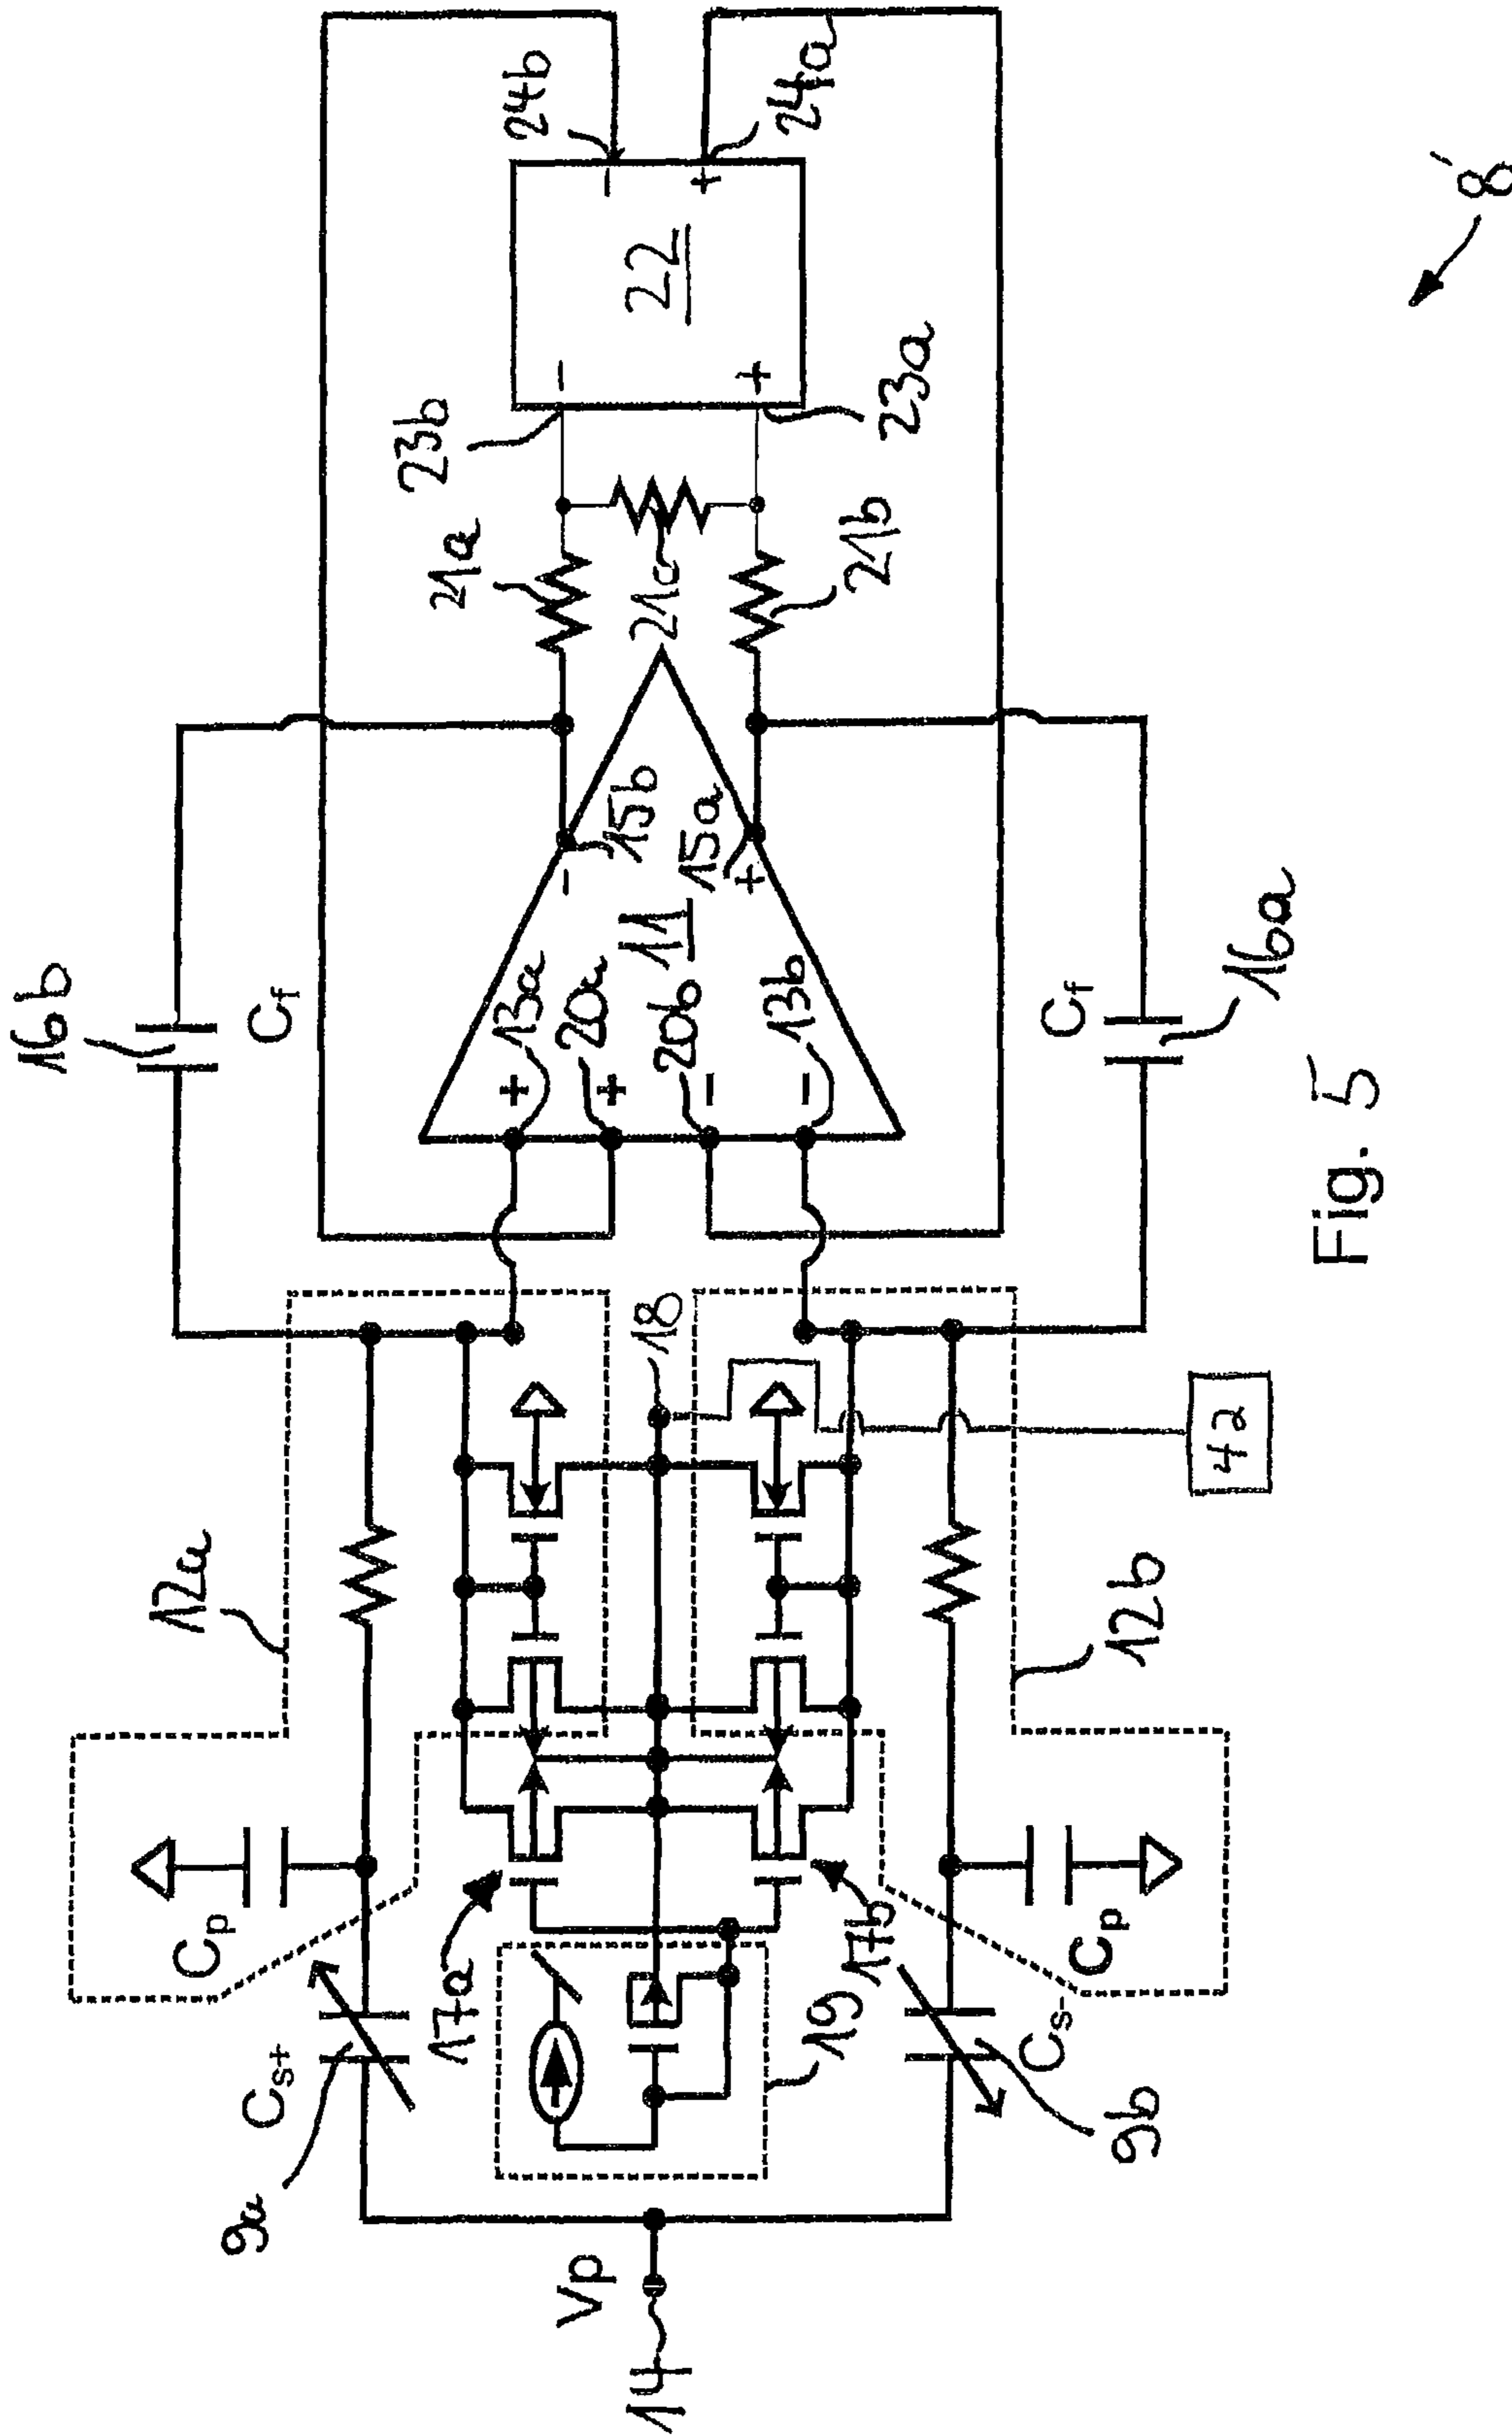 16b
Cf
24b
24a
22
23b
23a
21a
21c
21b
15b
15a
11
13a
20a
20b
13b
Cf
16a
12a
18
42
12b
Cp
Cs+
9a
17a
17b
19
Cp
Cs-
9b
Vp
14
8'
Fig. 5